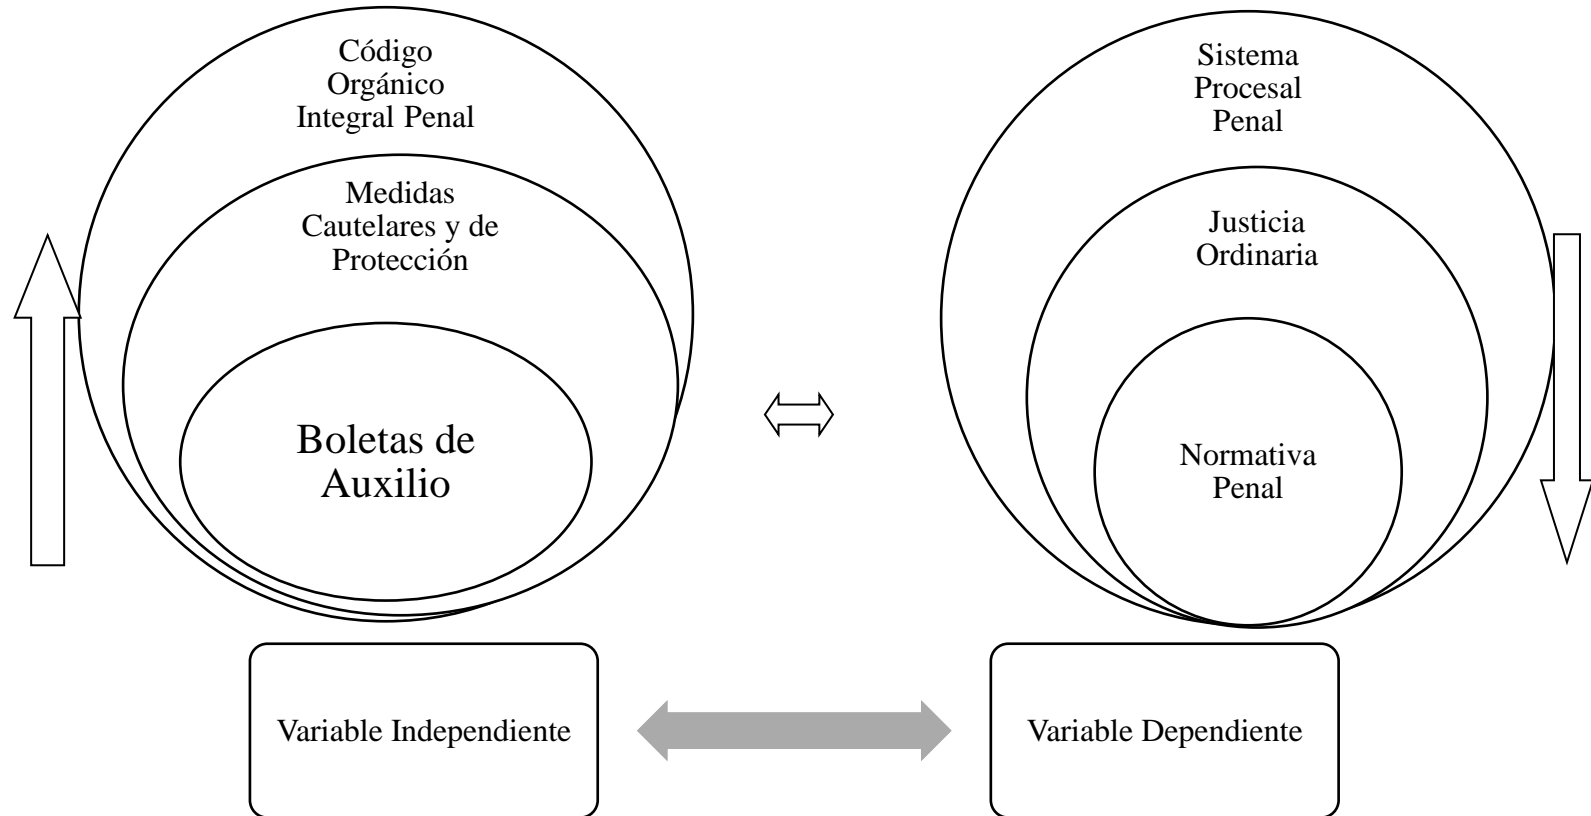 Código
Orgánico
Integral Penal
Medidas
Cautelares y de
Protección
Boletas de
Auxilio
Sistema
Procesal
Penal
Justicia
Ordinaria
Normativa
Penal
Variable Independiente
Variable Dependiente